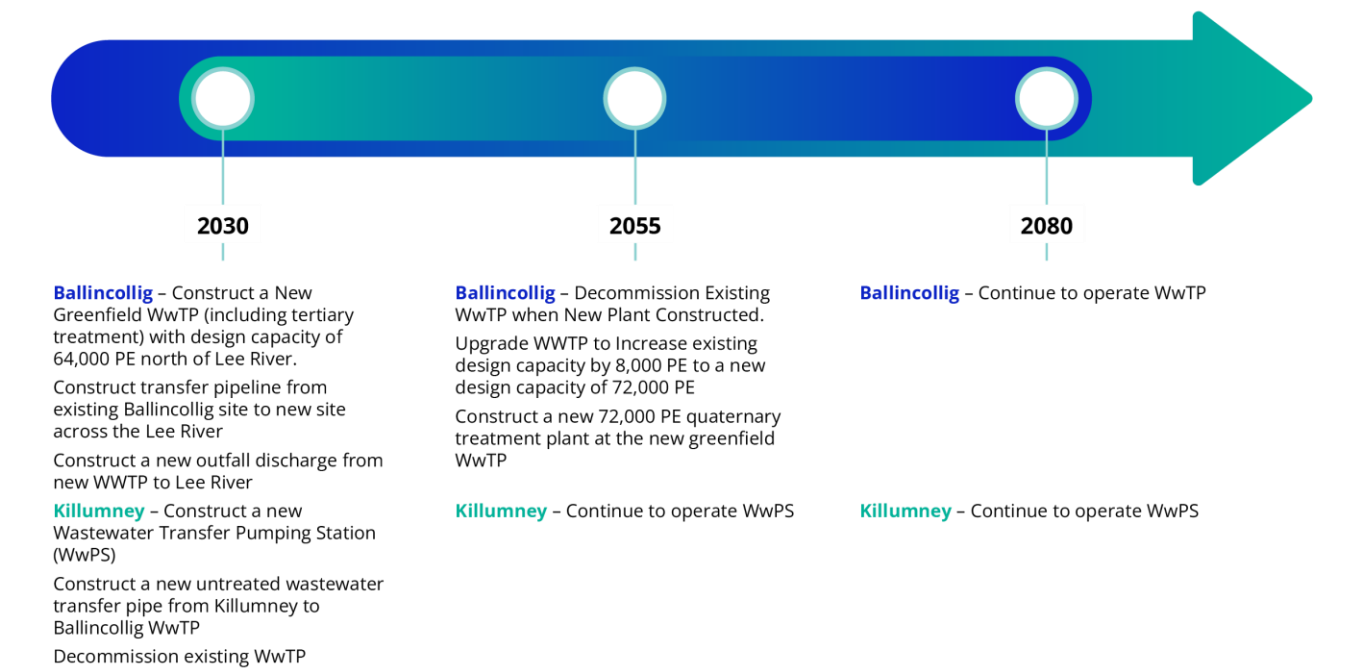 2030
2055
2080
Ballincollig – Construct a New
Greenfield WwTP (including tertiary
treatment) with design capacity of
64,000 PE north of Lee River.
Construct transfer pipeline from
existing Ballincollig site to new site
across the Lee River
Construct a new outfall discharge from
new WWTP to Lee River
Killumney – Construct a new
Wastewater Transfer Pumping Station
(WwPS)
Construct a new untreated wastewater
transfer pipe from Killumney to
Ballincollig WwTP
Decommission existing WwTP
Ballincollig – Decommission Existing
WwTP when New Plant Constructed.
Upgrade WWTP to Increase existing
design capacity by 8,000 PE to a new
design capacity of 72,000 PE
Construct a new 72,000 PE quaternary
treatment plant at the new greenfield
WwTP
Killumney – Continue to operate WwPS
Ballincollig – Continue to operate WwTP
Killumney – Continue to operate WwPS